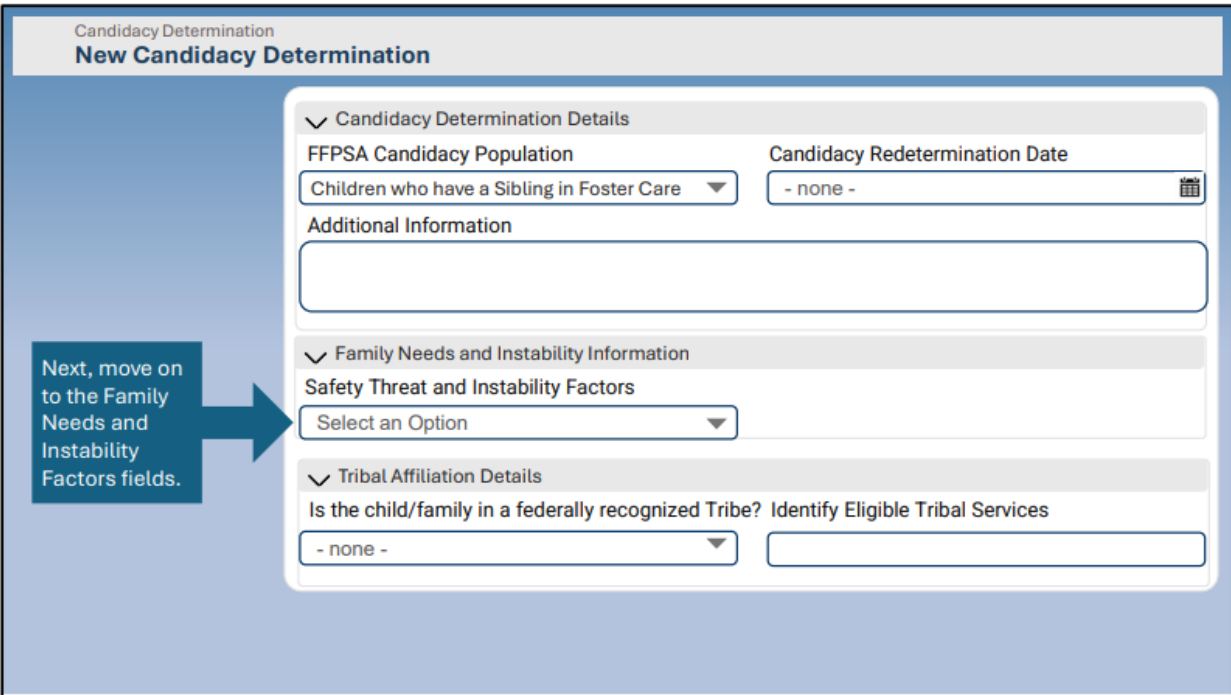 Candidacy Determination
New Candidacy Determination
Candidacy Determination Details
FFPSA Candidacy Population
Candidacy Redetermination Date
Children who have a Sibling in Foster Care
- none -
Additional Information
Next, move on
to the Family
Needs and
Instability
Factors fields.
Family Needs and Instability Information
Safety Threat and Instability Factors
Select an Option
Tribal Affiliation Details
Is the child/family in a federally recognized Tribe?
Identify Eligible Tribal Services
- none -